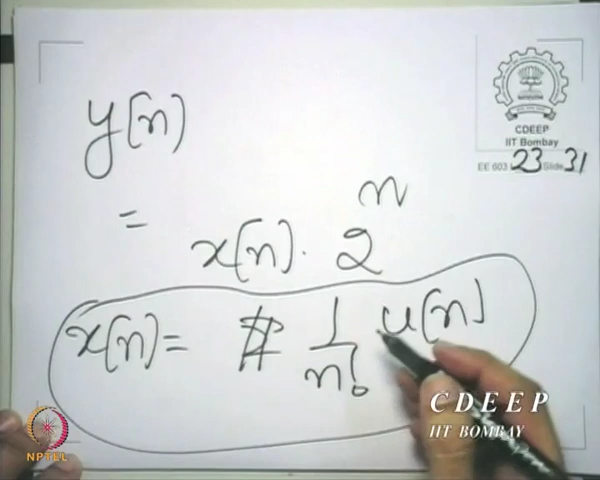 CDEEP
IIT Bombay
EE 603 L 23 Slide 31
y[n]
= x[n] · 2^n
x[n] = 1/n! u[n]
CDEEP
IIT BOMBAY
NPTEL